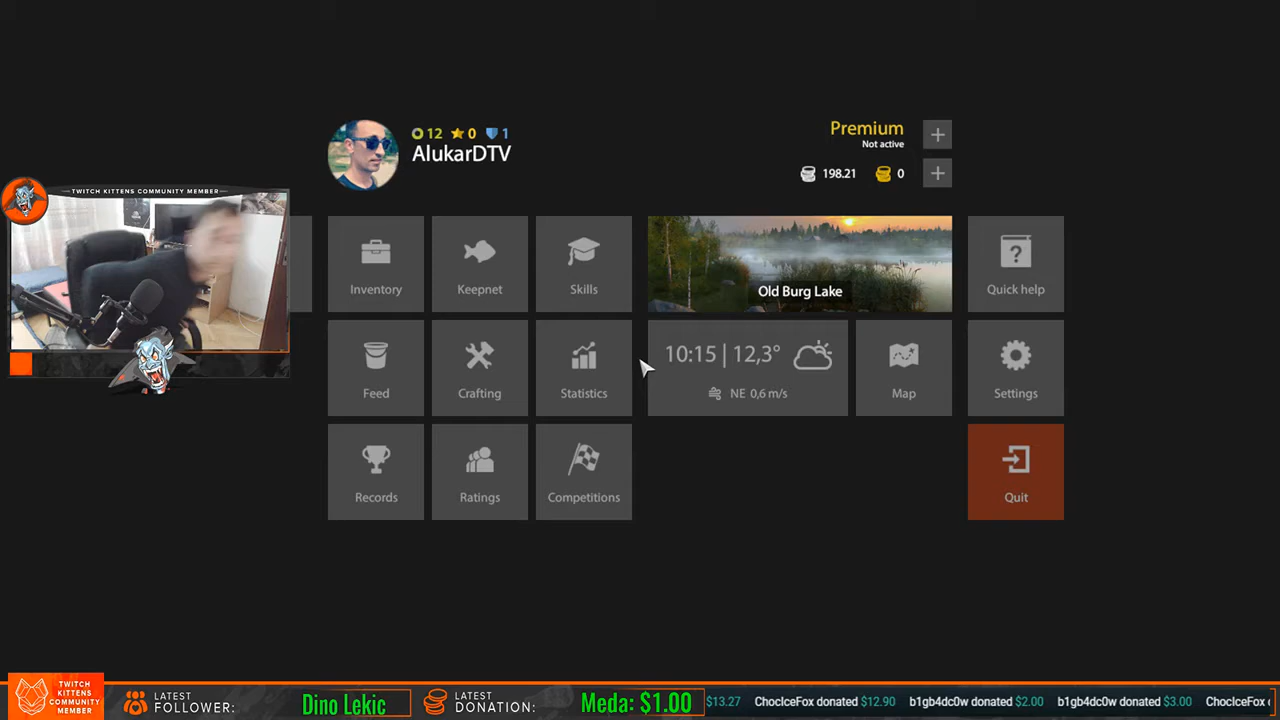 12 0 1
AlukarDTV
Premium
Not active
198.21 0
TWITCH KITTENS COMMUNITY MEMBER
Inventory
Keepnet
Skills
Old Burg Lake
Quick help
Feed
Crafting
Statistics
10:15 | 12,3°
NE 0,6 m/s
Map
Settings
Records
Ratings
Competitions
Quit
TWITCH
KITTENS
COMMUNITY
MEMBER
LATEST
FOLLOWER:
Dino Lekic
LATEST
DONATION:
Meda: $1.00
$13.27 ChocIceFox donated $12.90 b1gb4dc0w donated $2.00 b1gb4dc0w donated $3.00 ChocIceFox